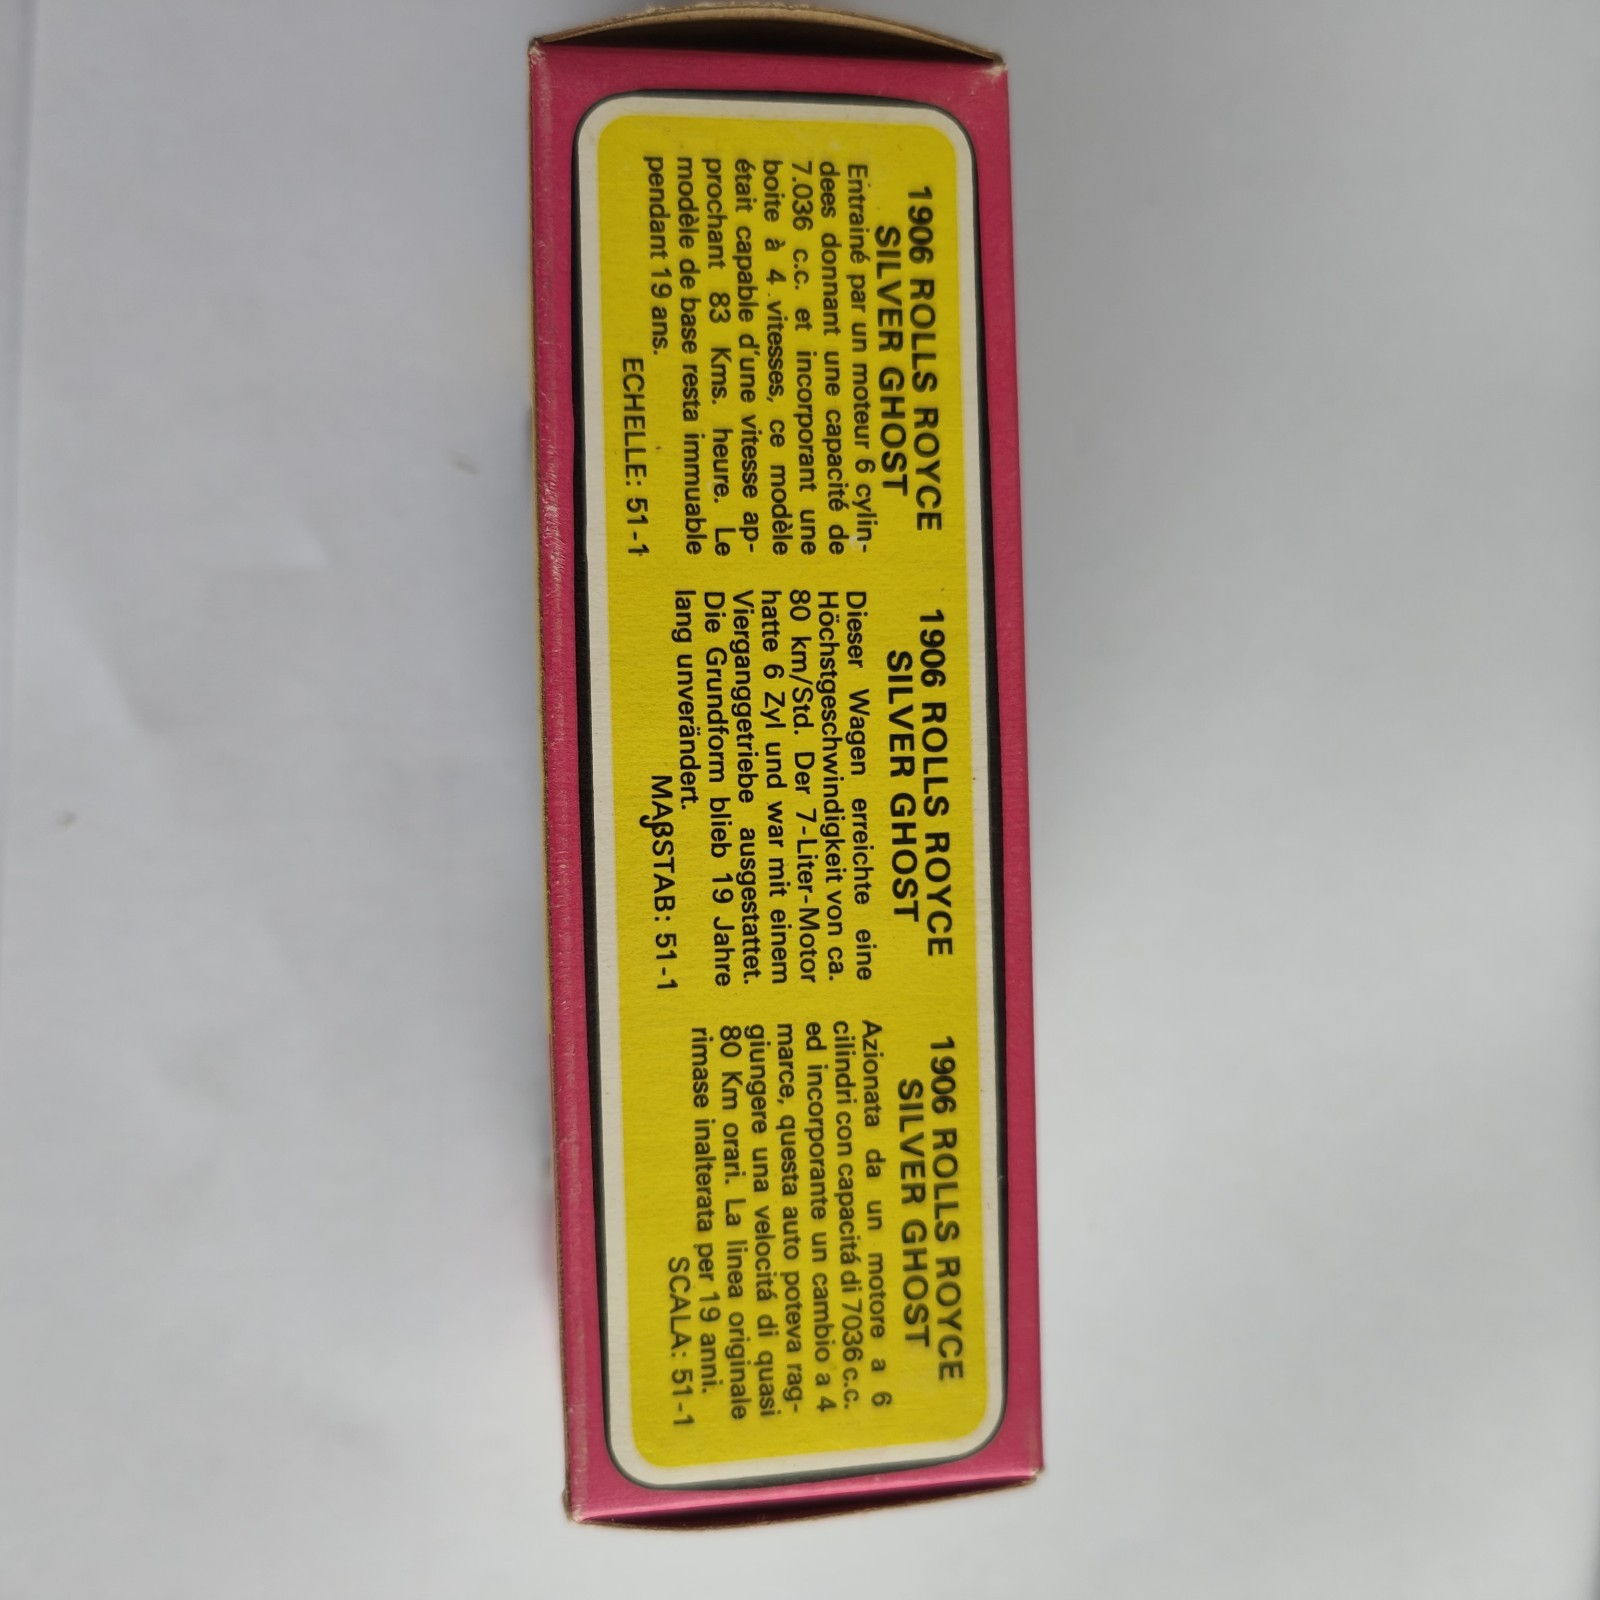 1906 ROLLS ROYCE
SILVER GHOST
Entrainé par un moteur 6 cylin-
dees donnant une capacité de
7.036 c.c. et incorporant une
boite à 4 vitesses, ce modèle
était capable d'une vitesse ap-
prochant 83 Kms. heure. Le
modèle de base resta immuable
pendant 19 ans.
ECHELLE: 51-1
1906 ROLLS ROYCE
SILVER GHOST
Dieser Wagen erreichte eine
Höchstgeschwindigkeit von ca.
80 km/Std. Der 7-Liter-Motor
hatte 6 Zyl und war mit einem
Vierganggetriebe ausgestattet.
Die Grundform blieb 19 Jahre
lang unverändert.
MAßSTAB: 51-1
1906 ROLLS ROYCE
SILVER GHOST
Azionata da un motore a 6
cilindri con capacitá di 7036 c.c.
ed incorporante un cambio a 4
marce, questa auto poteva rag-
giungere una velocitá di quasi
80 Km orari. La linea originale
rimase inalterata per 19 anni.
SCALA: 51-1